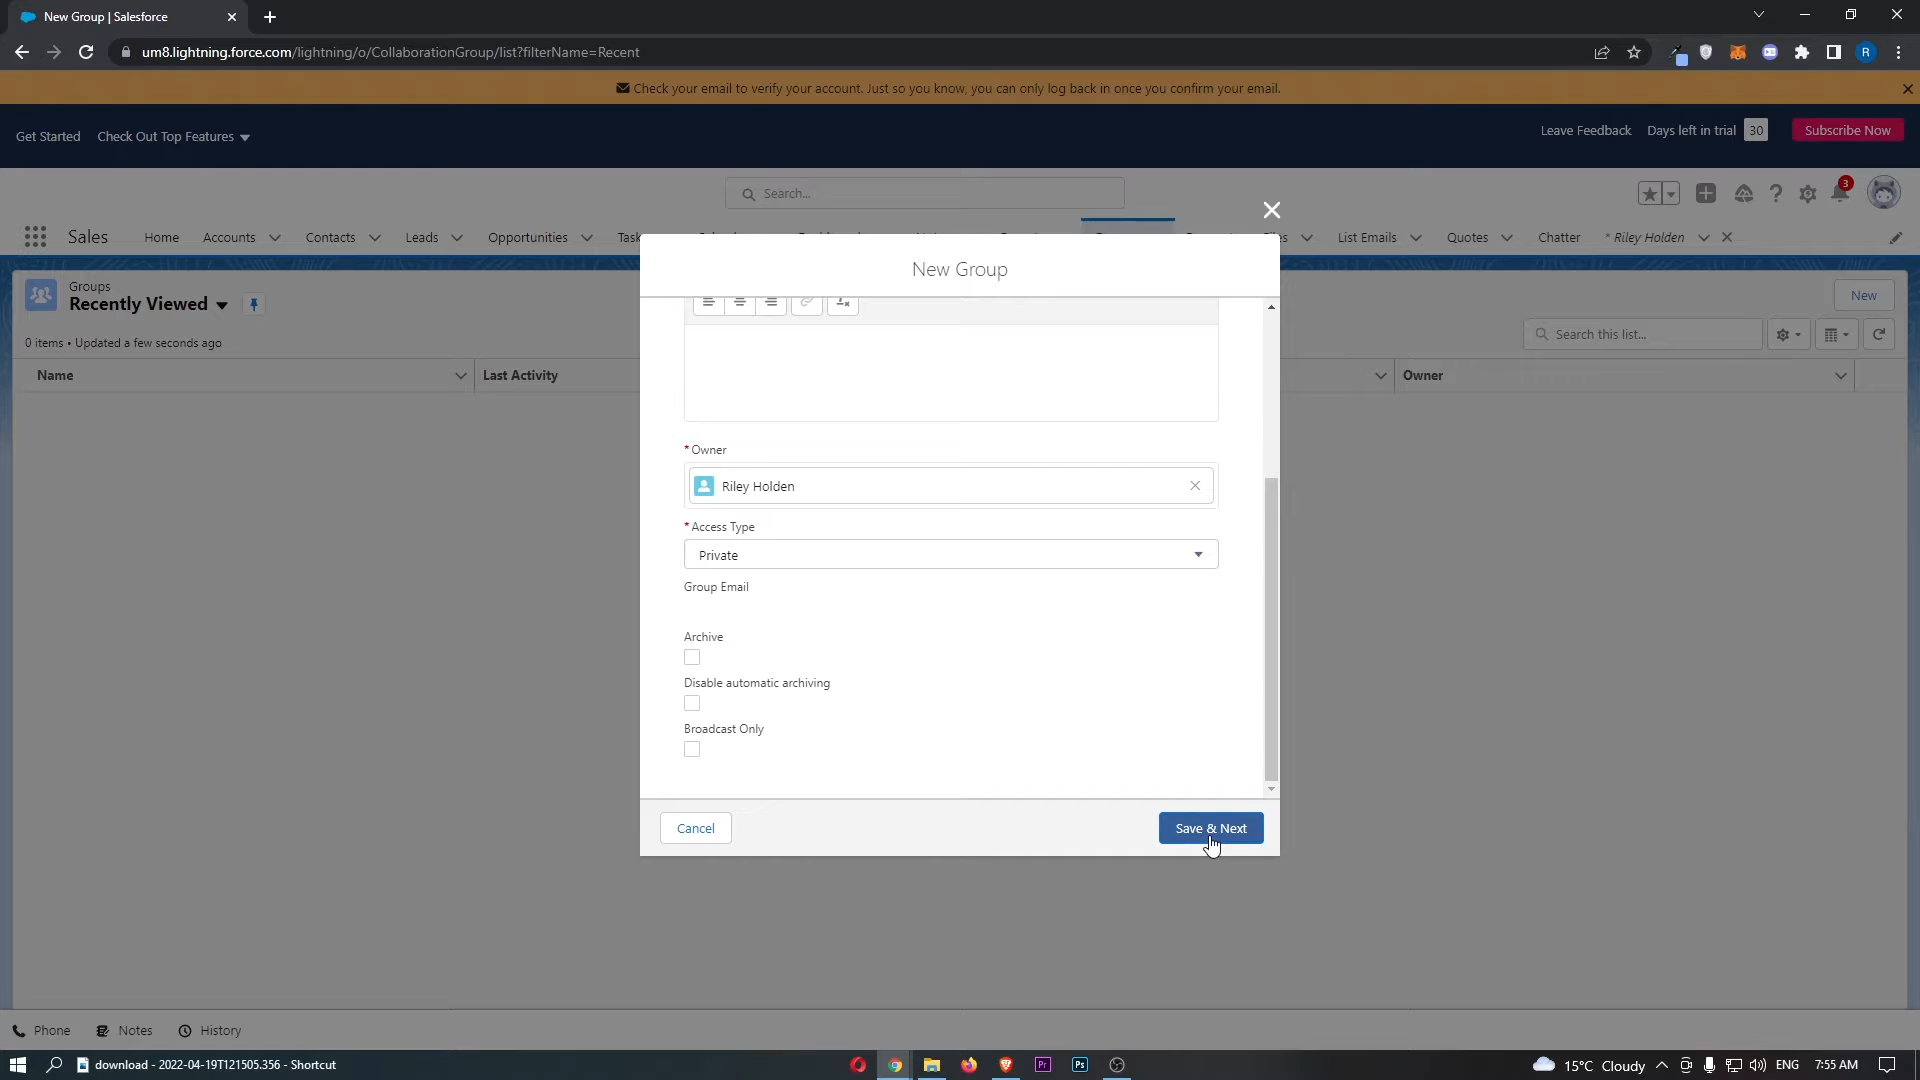 New Group | Salesforce
um8.lightning.force.com/lightning/o/CollaborationGroup/list?filterName=Recent
R
Check your email to verify your account. Just so you know, you can only log back in once you confirm your email.
Get Started
Check Out Top Features
Leave Feedback
Days left in trial 30
Subscribe Now
Search...
3
Sales
Home
Accounts
Contacts
Leads
Opportunities
List Emails
Quotes
Chatter
* Riley Holden
New Group
Groups
Recently Viewed
New
0 items • Updated a few seconds ago
Search this list...
Name
Last Activity
Owner
*Owner
Riley Holden
*Access Type
Private
Group Email
Archive
Disable automatic archiving
Broadcast Only
Cancel
Save & Next
Phone
Notes
History
download - 2022-04-19T121505.356 - Shortcut
Pr
Ps
15°C Cloudy
ENG
7:55 AM